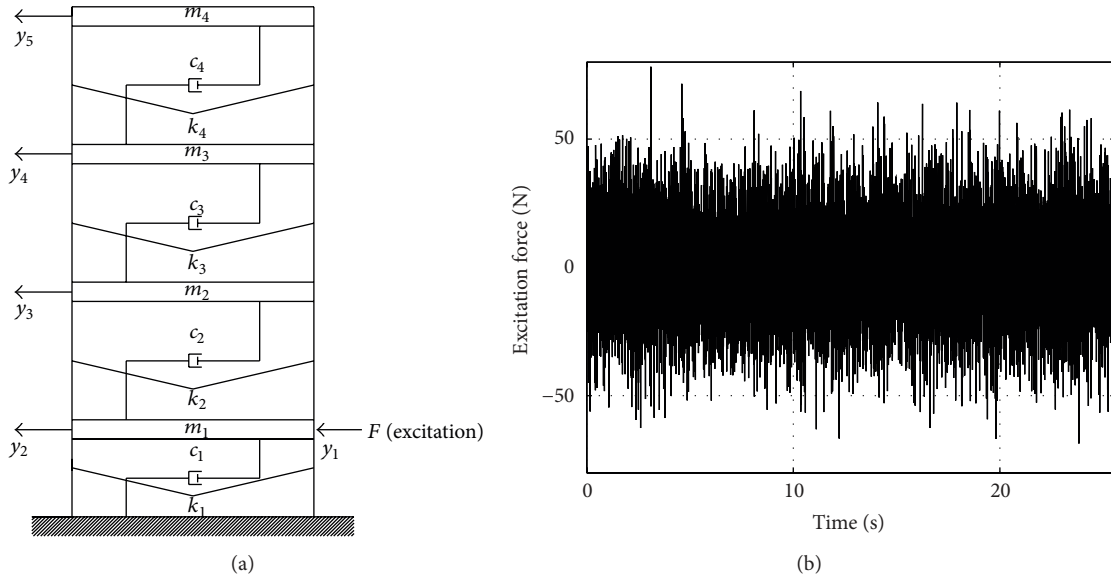 m4
y5
c4
k4
m3
y4
c3
k3
m2
y3
c2
k2
m1
F (excitation)
y2
y1
c1
k1
(a)
50
0
−50
Excitation force (N)
0 10 20
Time (s)
(b)